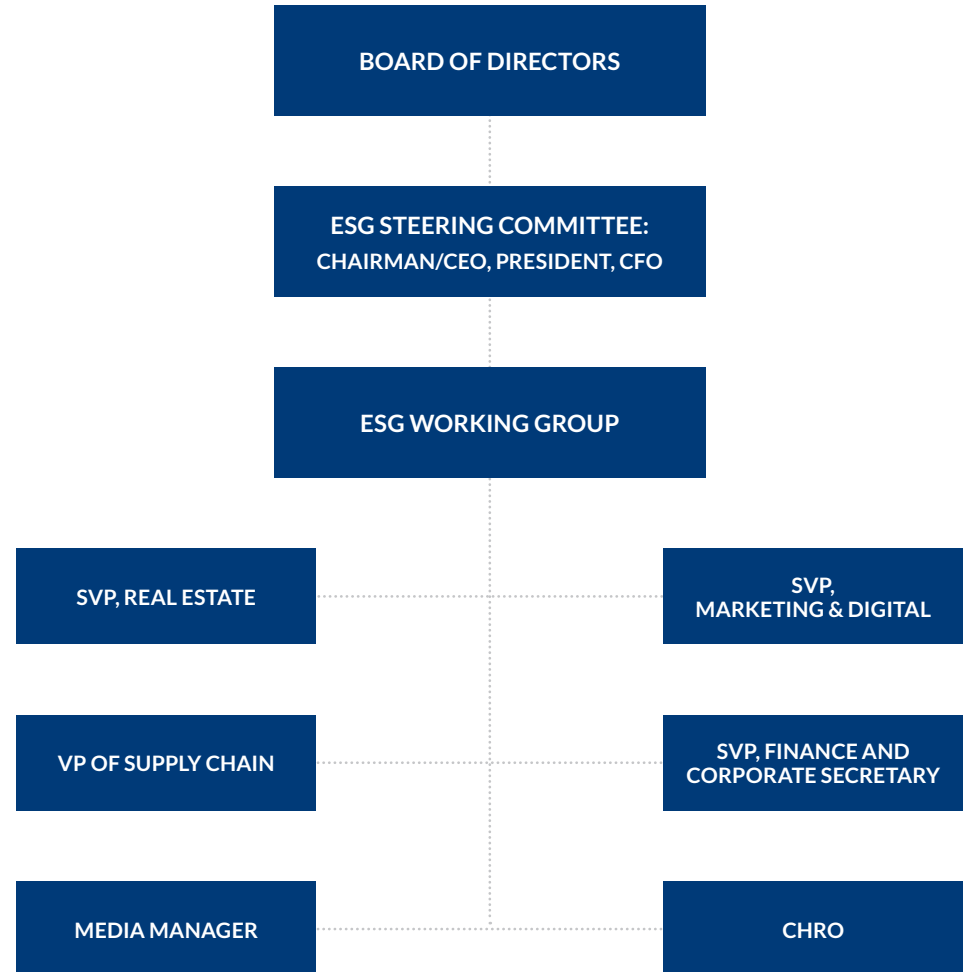 BOARD OF DIRECTORS
ESG STEERING COMMITTEE:
CHAIRMAN/CEO, PRESIDENT, CFO
ESG WORKING GROUP
SVP, REAL ESTATE
SVP,
MARKETING & DIGITAL
VP OF SUPPLY CHAIN
SVP, FINANCE AND
CORPORATE SECRETARY
MEDIA MANAGER
CHRO